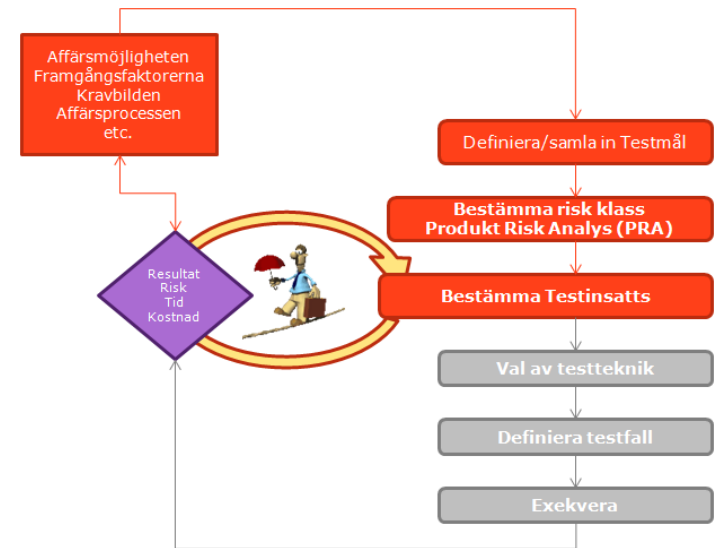 Affärsmöjligheten
Framgångsfaktorerna
Kravbilden
Affärsprocessen
etc.
Definiera/samla in Testmål
Bestämma risk klass
Produkt Risk Analys (PRA)
Resultat
Risk
Tid
Kostnad
Bestämma Testinsatts
Val av testteknik
Definiera testfall
Exekvera